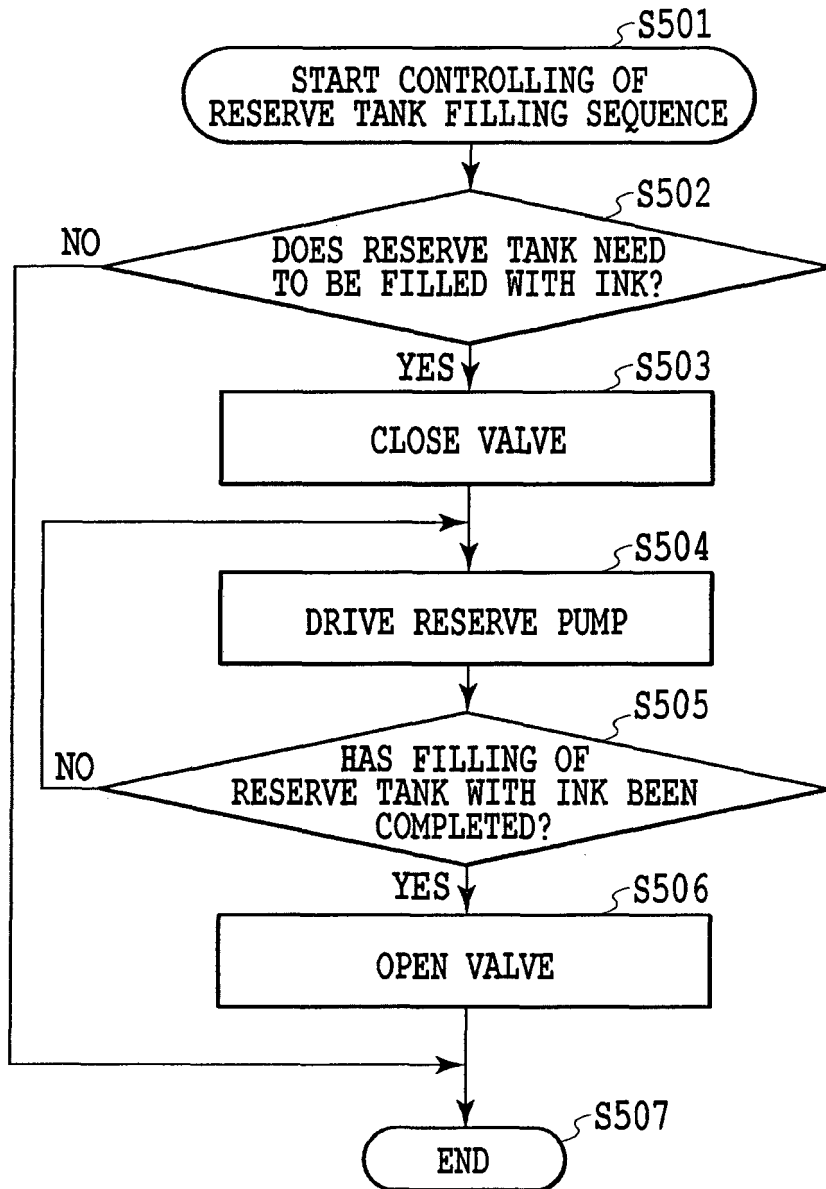 S501
START CONTROLLING OF
RESERVE TANK FILLING SEQUENCE
S502
NO
DOES RESERVE TANK NEED
TO BE FILLED WITH INK?
YES
S503
CLOSE VALVE
S504
DRIVE RESERVE PUMP
S505
NO
HAS FILLING OF
RESERVE TANK WITH INK BEEN
COMPLETED?
YES
S506
OPEN VALVE
S507
END